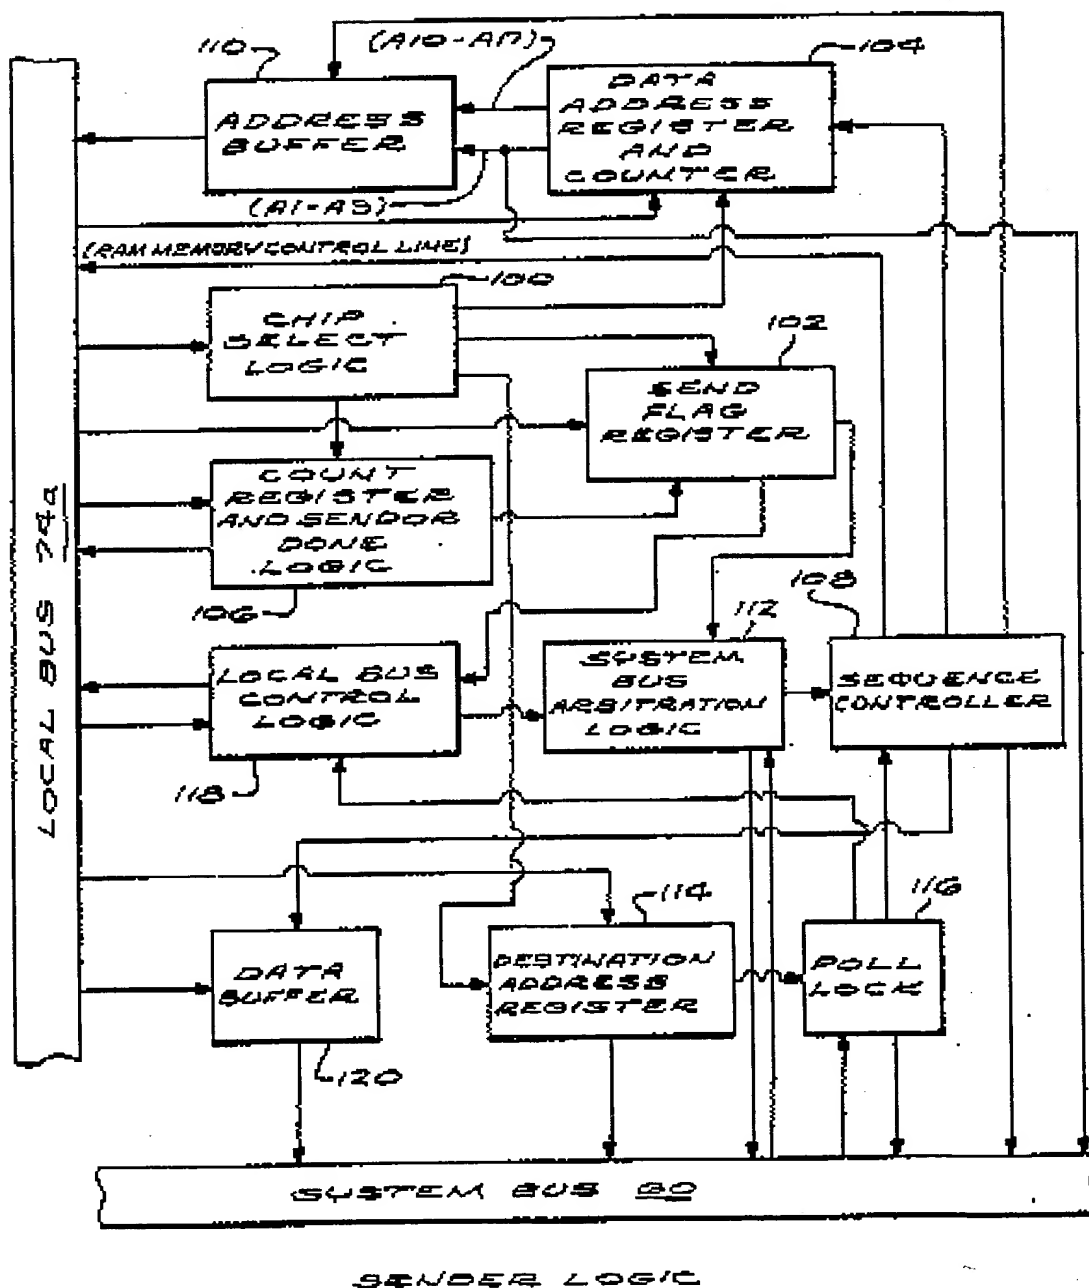 110
(A10-A17)
104
ADDRESS
BUFFER
DATA
ADDRESS
REGISTER
AND
COUNTER
(A1-A9)
(RAM MEMORY CONTROL LINE)
100
CHIP
SELECT
LOGIC
102
SEND
FLAG
REGISTER
COUNT
REGISTER
AND SENDOR
DONE
LOGIC
106
LOCAL BUS 74a
112
108
LOCAL BUS
CONTROL
LOGIC
SYSTEM
BUS
ARBITRATION
LOGIC
SEQUENCE
CONTROLLER
118
114
116
DATA
BUFFER
DESTINATION
ADDRESS
REGISTER
POLL
LOCK
120
SYSTEM BUS
SENDER LOGIC